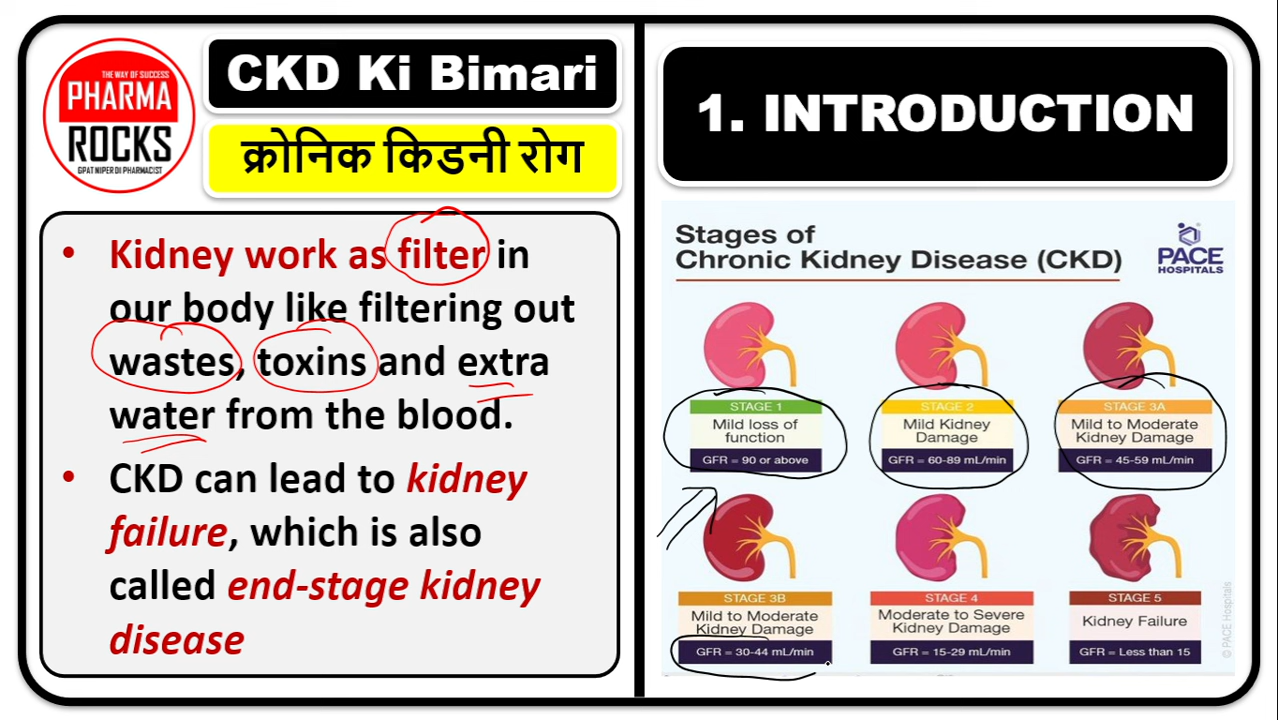 THE WAY OF SUCCESS
PHARMA
ROCKS
GPAT NIPER DI PHARMACIST
CKD Ki Bimari
क्रोनिक किडनी रोग
• Kidney work as filter in
our body like filtering out
wastes, toxins and extra
water from the blood.
• CKD can lead to kidney
failure, which is also
called end-stage kidney
disease
1. INTRODUCTION
Stages of
Chronic Kidney Disease (CKD)
PACE
HOSPITALS
STAGE 1
Mild loss of
function
GFR = 90 or above
STAGE 2
Mild Kidney
Damage
GFR = 60-89 mL/min
STAGE 3A
Mild to Moderate
Kidney Damage
GFR = 45-59 mL/min
STAGE 3B
Mild to Moderate
Kidney Damage
GFR = 30-44 mL/min
STAGE 4
Moderate to Severe
Kidney Damage
GFR = 15-29 mL/min
STAGE 5
Kidney Failure
GFR = Less than 15
© PACE Hospitals